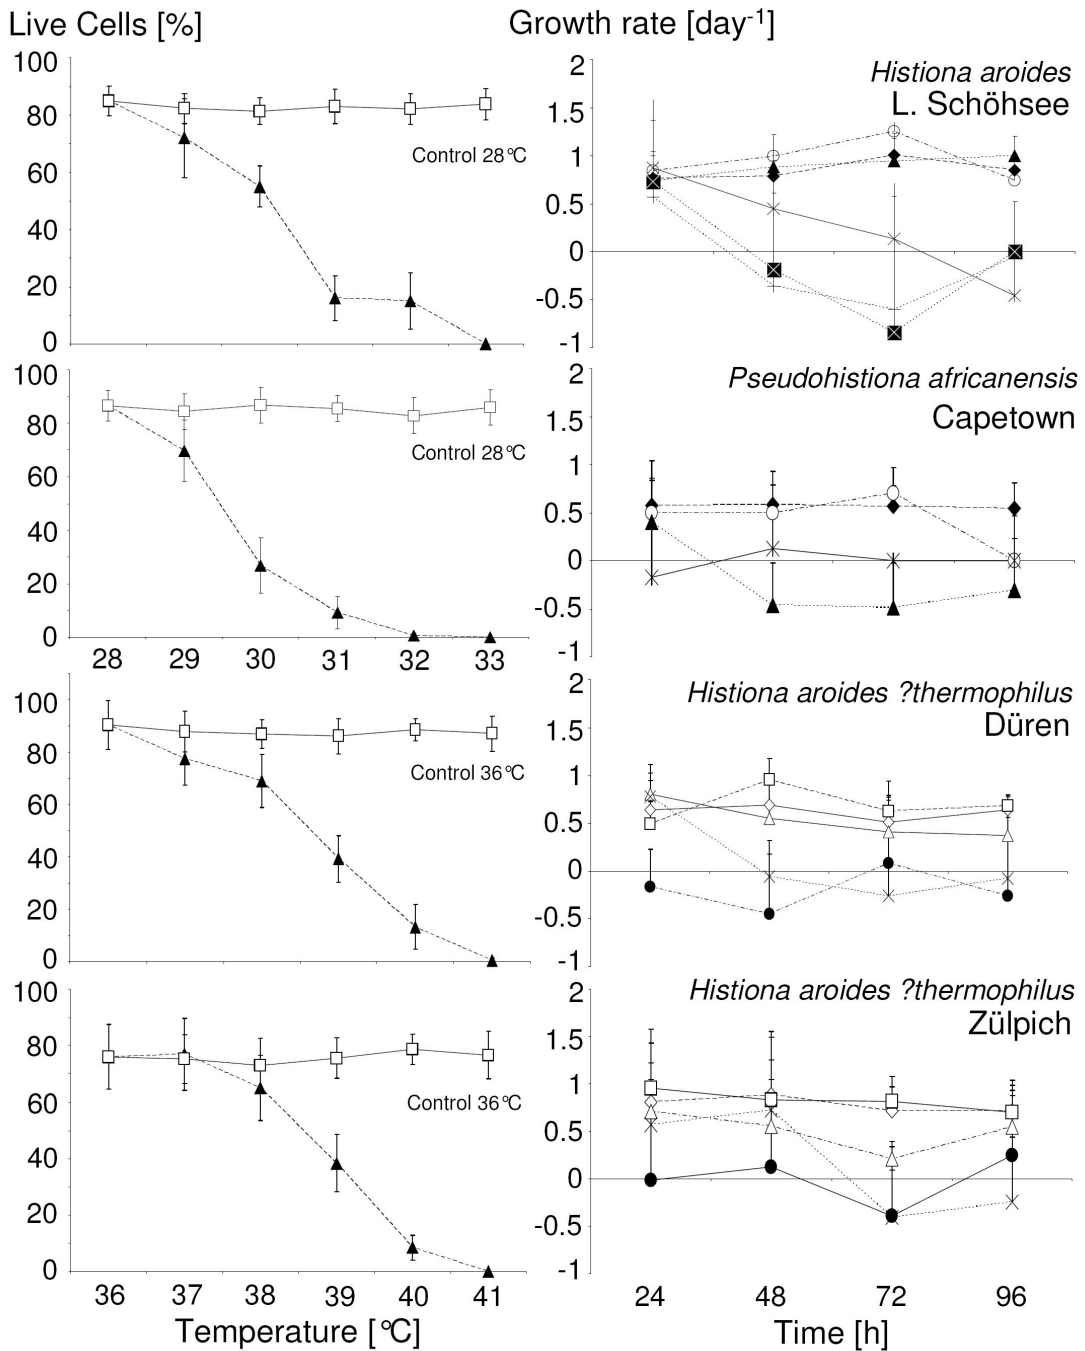 Live Cells [%]
Growth rate [day-1]
100
80
60
40
20
0
Control 28°C
2
1.5
1
0.5
0
-0.5
-1
Histiona aroides
L. Schöhsee
100
80
60
40
20
0
Control 28°C
28 29 30 31 32 33
2
1.5
1
0.5
0
-0.5
-1
Pseudohistiona africanensis
Capetown
100
80
60
40
20
0
Control 36°C
2
1.5
1
0.5
0
-0.5
-1
Histiona aroides ?thermophilus
Düren
100
80
60
40
20
0
Control 36°C
36 37 38 39 40 41
Temperature [°C]
2
1.5
1
0.5
0
-0.5
-1
Histiona aroides ?thermophilus
Zülpich
24 48 72 96
Time [h]